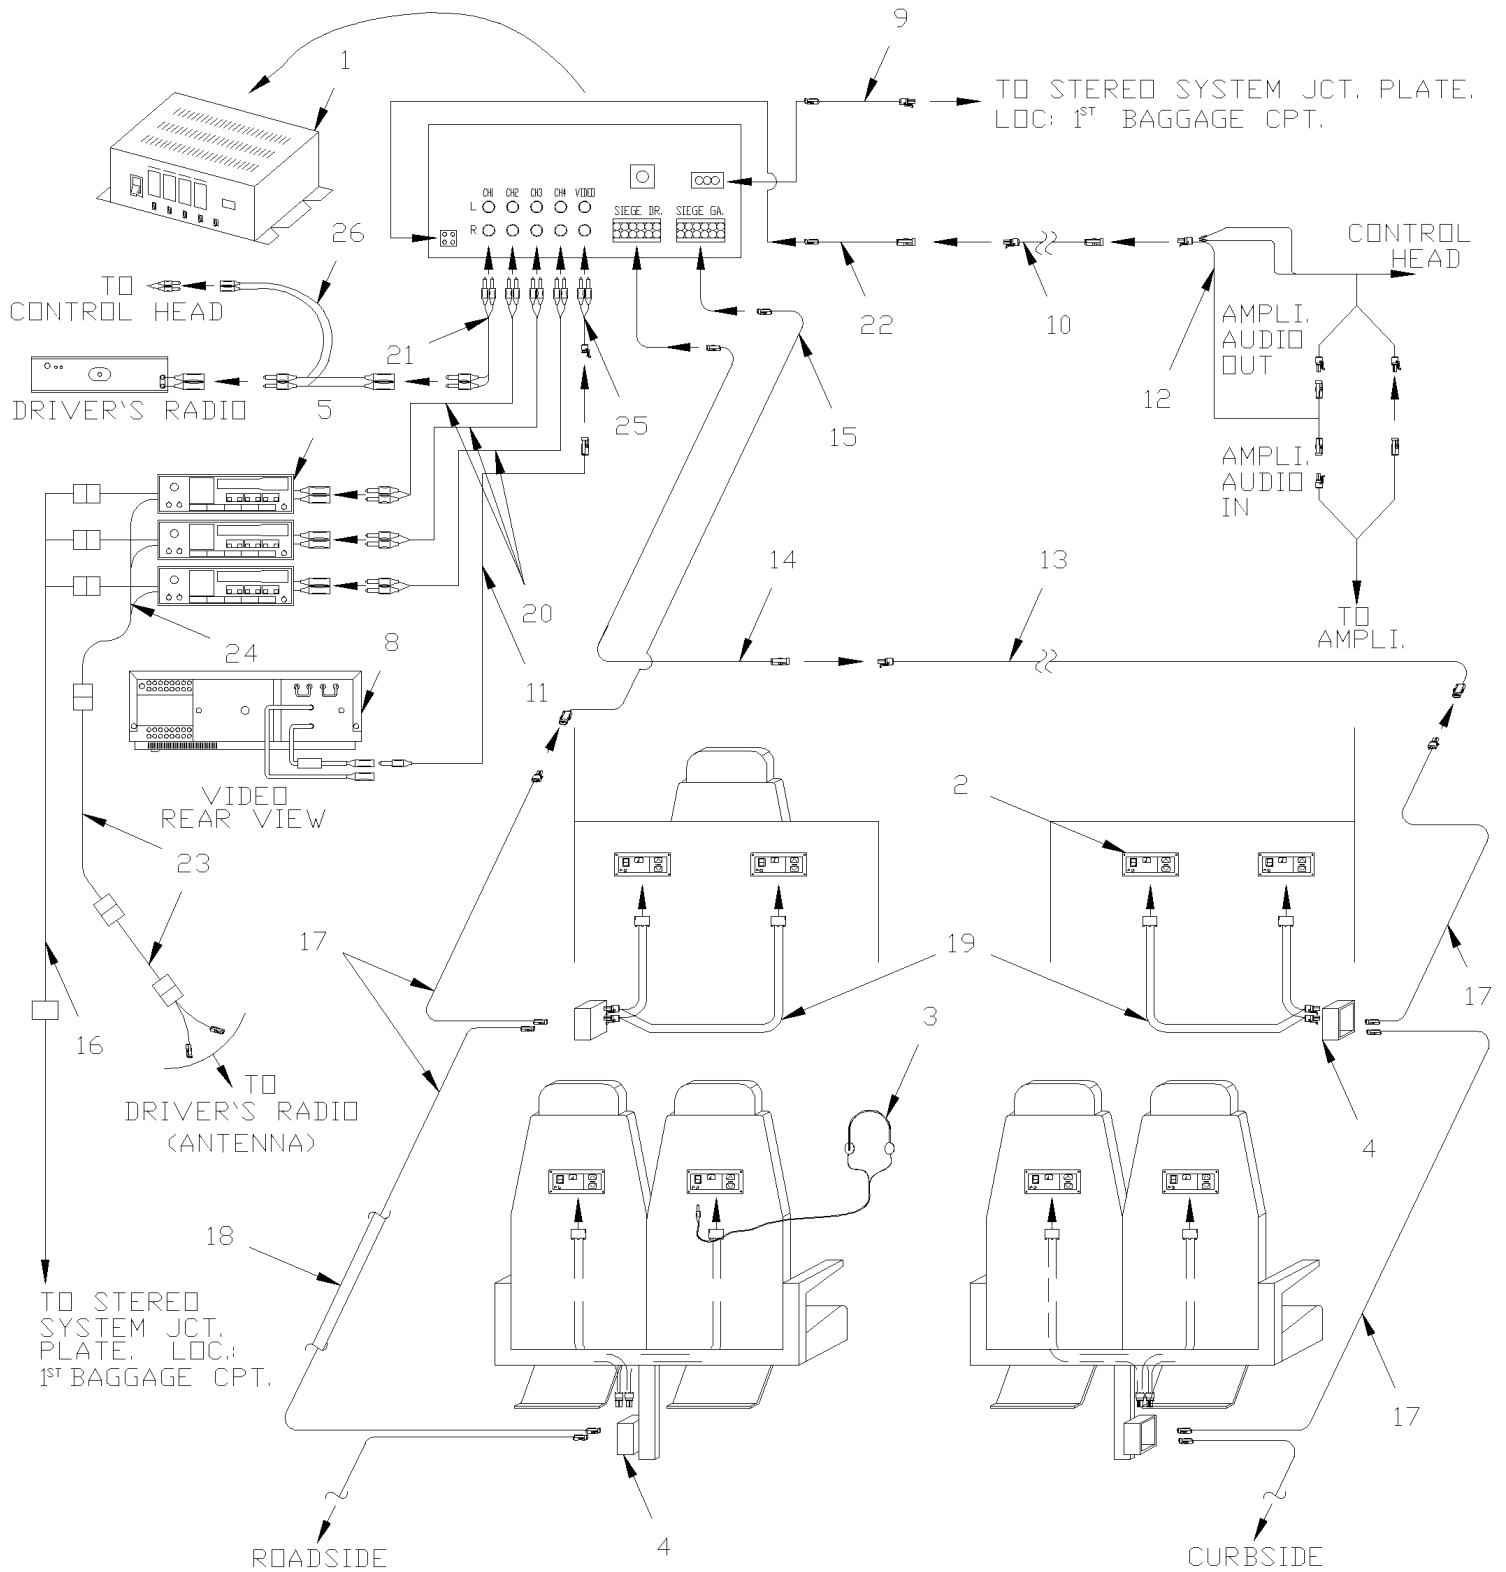 9
1
TO STEREO SYSTEM JCT. PLATE.
LOC: 1ST BAGGAGE CPT.
CH1 CH2 CH3 CH4 VIDEO
L
R
SIEGE DR. SIEGE GA.
26
CONTROL
HEAD
TO
CONTROL HEAD
22
10
12
AMPLI.
AUDIO
OUT
21
DRIVER'S RADIO
5
25
15
AMPLI.
AUDIO
IN
14
13
20
TO
AMPLI.
24
8
11
VIDEO
REAR VIEW
2
23
17
19
17
16
3
TO
DRIVER'S RADIO
(ANTENNA)
4
18
TO STEREO
SYSTEM JCT.
PLATE. LOC.:
1ST BAGGAGE CPT.
17
4
ROADSIDE
CURBSIDE